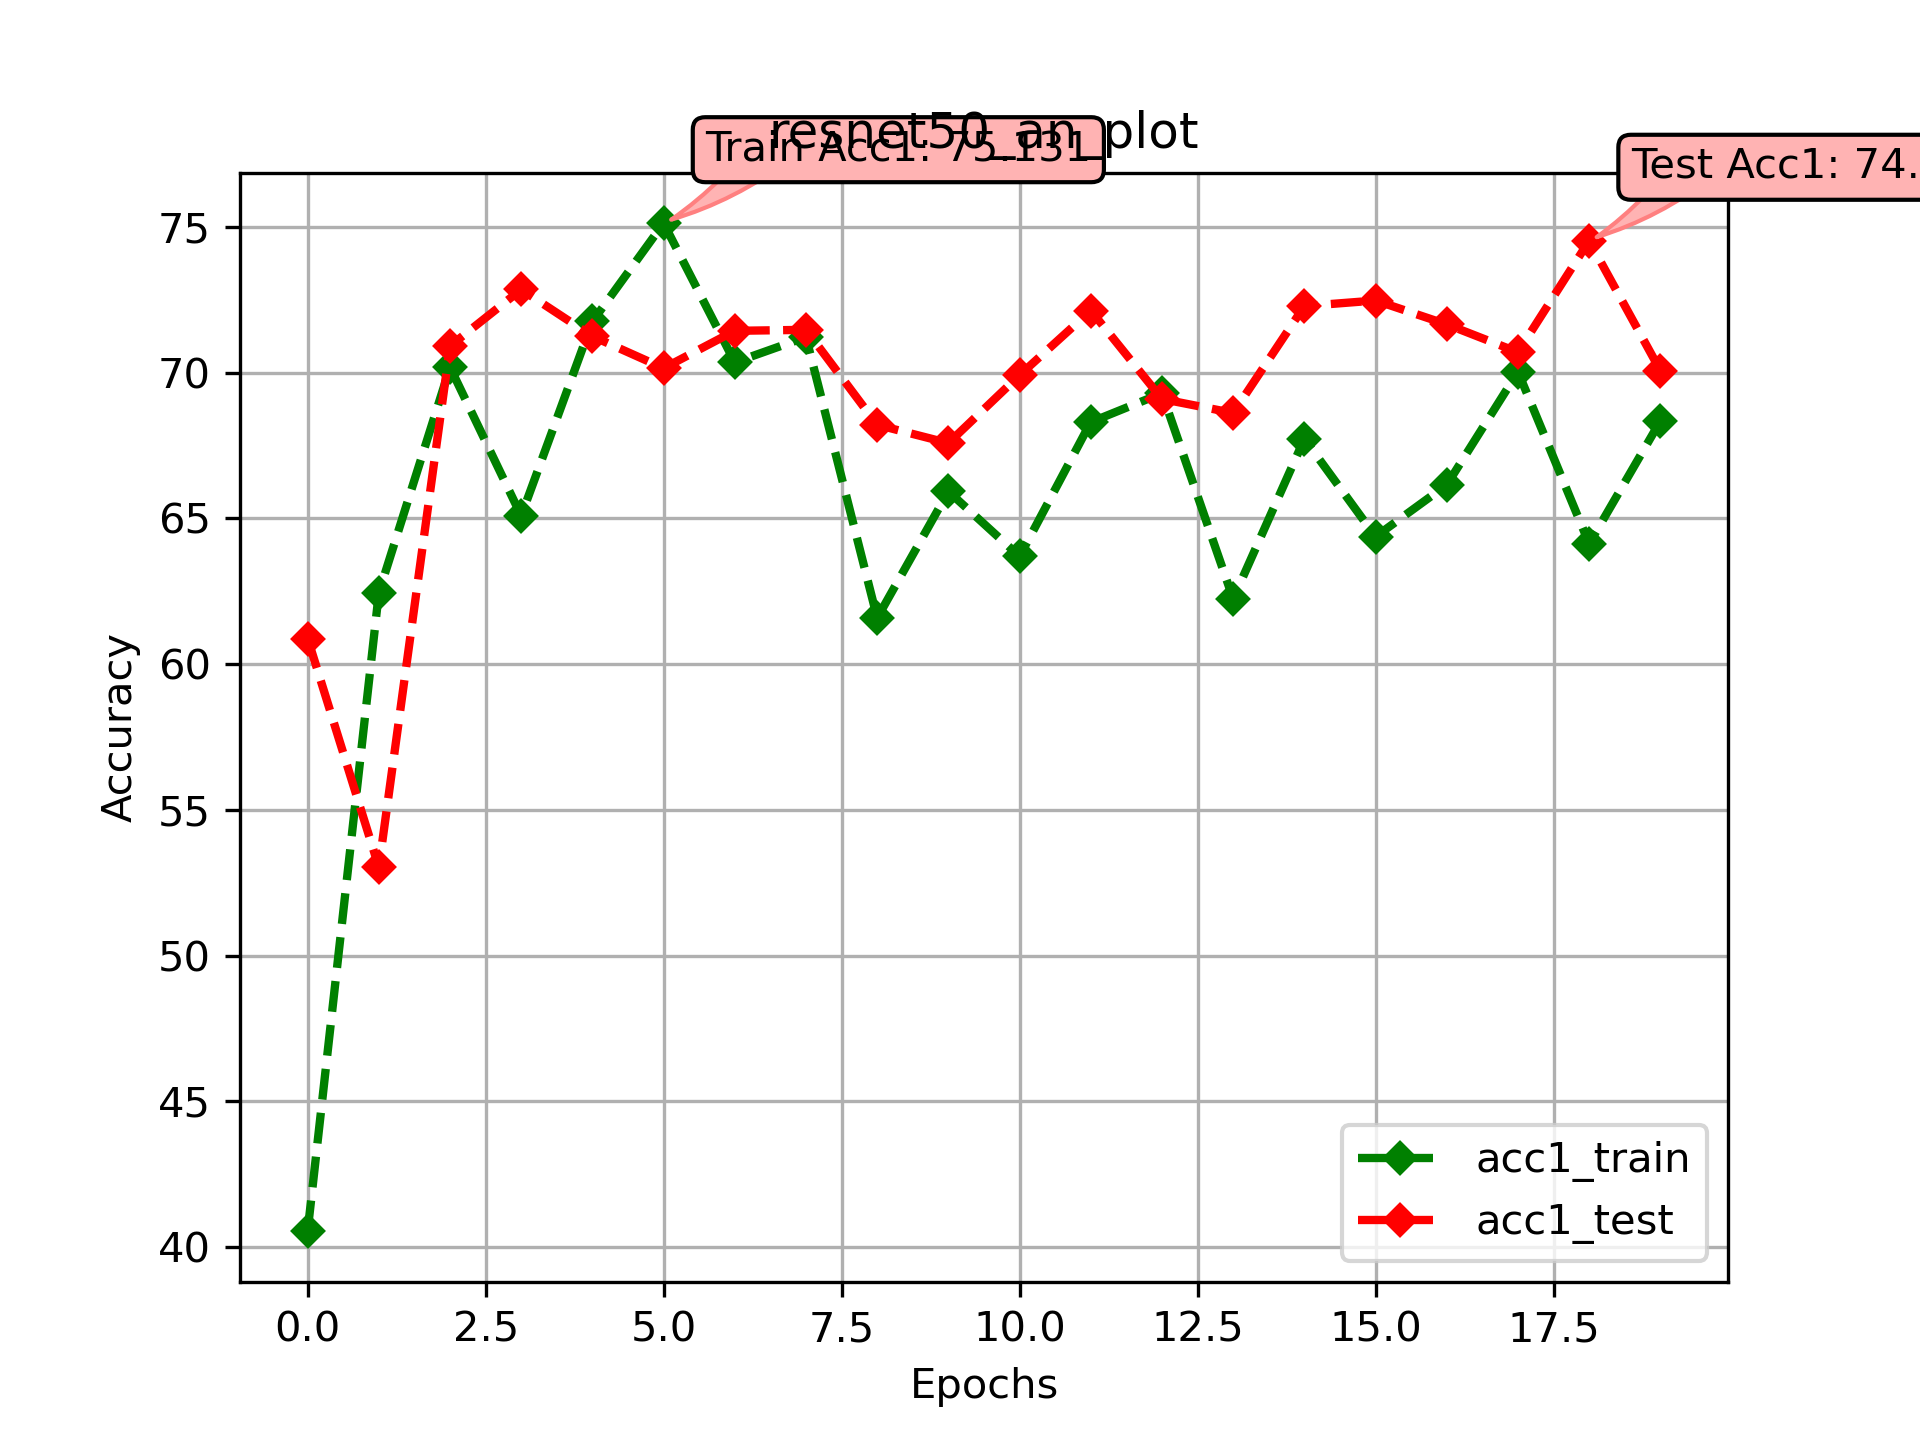 resnet50_an_plot
Train Acc1: 75.131
Test Acc1: 74.
75
70
65
60
55
50
45
40
Accuracy
0.0 2.5 5.0 7.5 10.0 12.5 15.0 17.5
Epochs
acc1_train
acc1_test